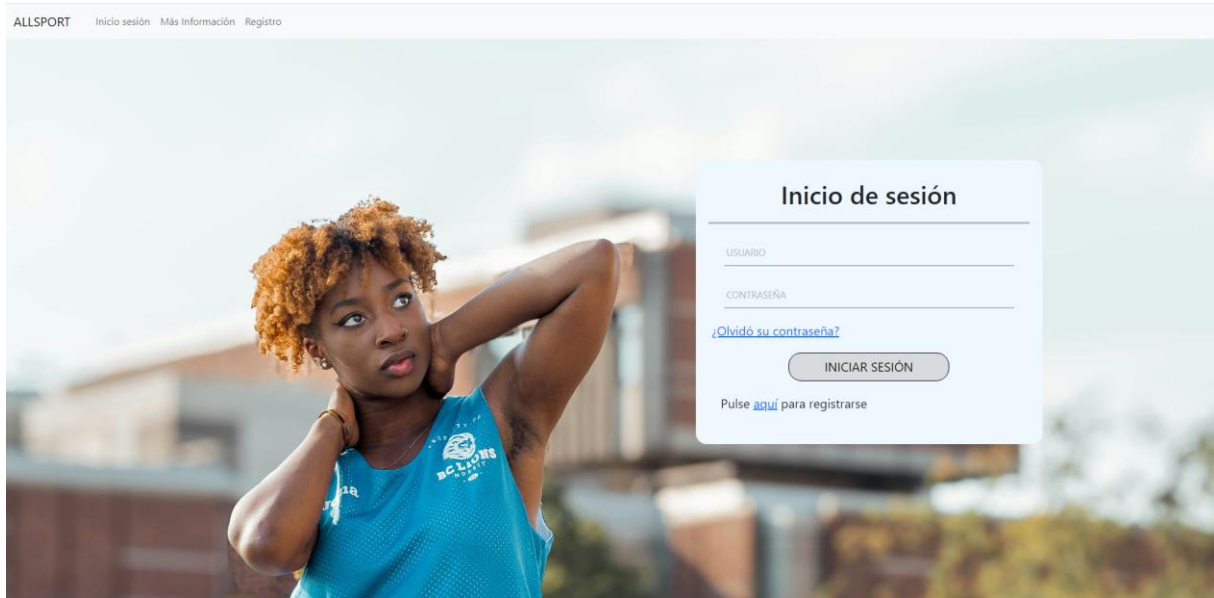 ALLSPORT Inicio sesión Más Información Registro
Inicio de sesión
USUARIO
CONTRASEÑA
¿Olvidó su contraseña?
INICIAR SESIÓN
Pulse aquí para registrarse
BC LIONS
MOABIT